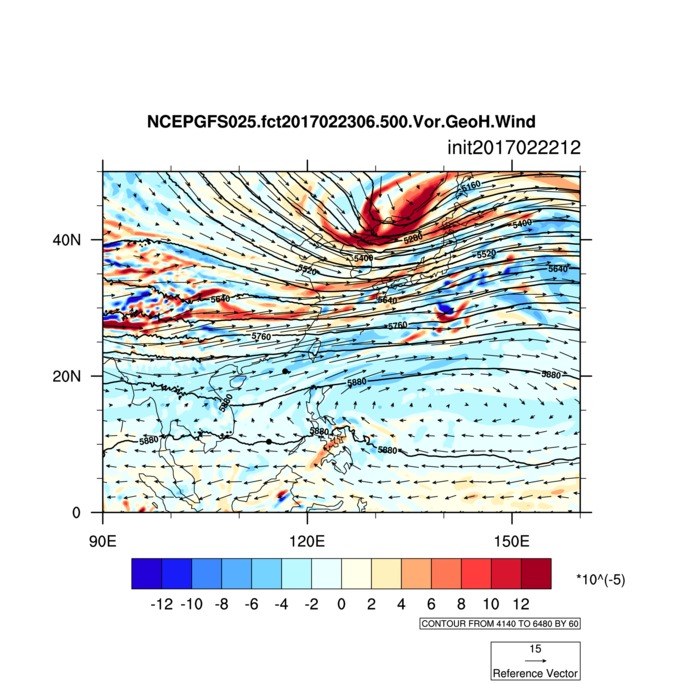 NCEPGFS025.fct2017022306.500.Vor.GeoH.Wind
init2017022212
5160
40N
5400
5280
5400
5520
5520
5640
5640
5640
5760
5760
20N
5880
5880
5880
5880
5880
5880
0
90E 120E 150E
-12 -10 -8 -6 -4 -2 0 2 4 6 8 10 12
*10^(-5)
CONTOUR FROM 4140 TO 6480 BY 60
15
Reference Vector